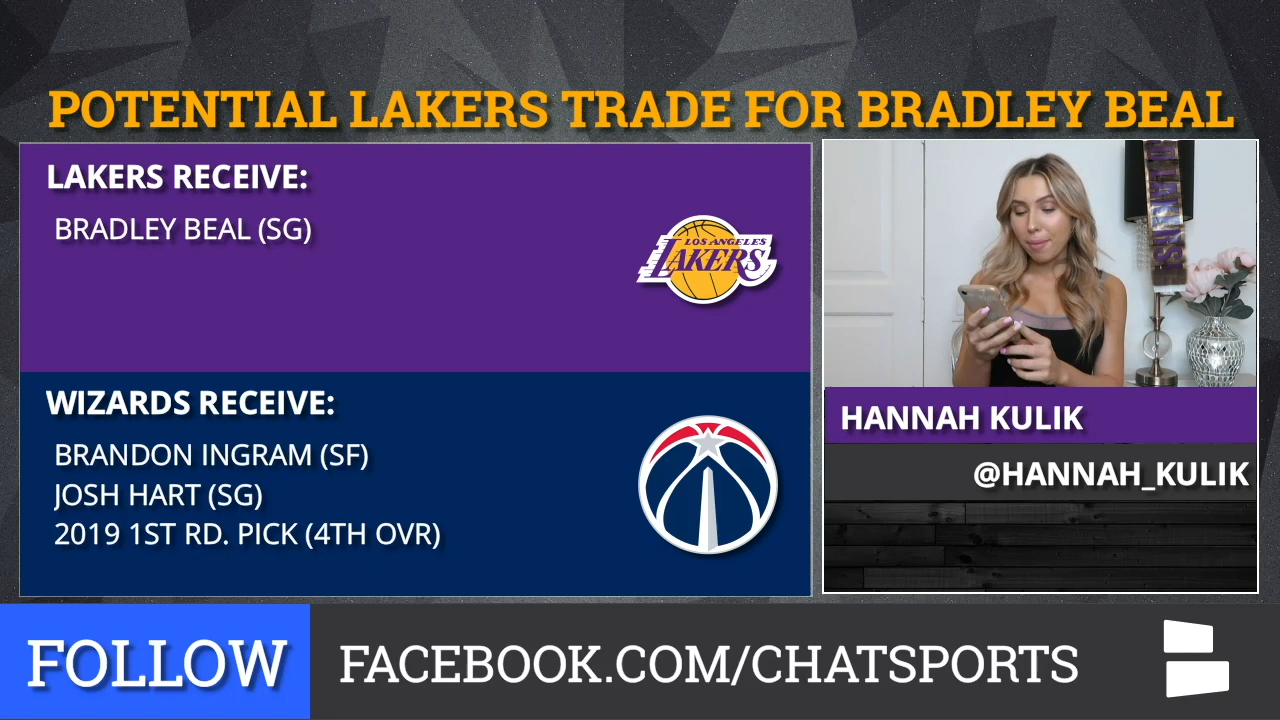 POTENTIAL LAKERS TRADE FOR BRADLEY BEAL
LAKERS RECEIVE:
BRADLEY BEAL (SG)
LOS ANGELES
LAKERS
WIZARDS RECEIVE:
BRANDON INGRAM (SF)
JOSH HART (SG)
2019 1ST RD. PICK (4TH OVR)
LAKERS
HANNAH KULIK
@HANNAH_KULIK
FOLLOW
FACEBOOK.COM/CHATSPORTS